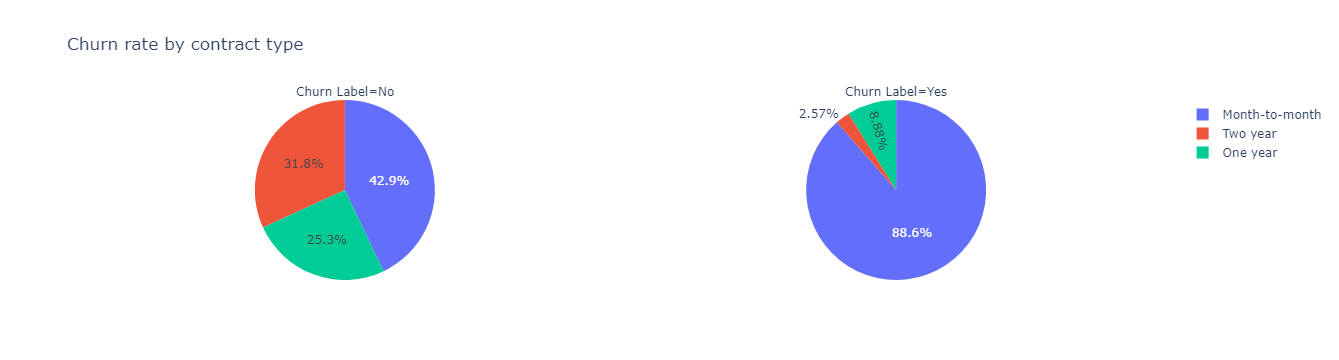 Churn rate by contract type
Churn Label=No
Churn Label=Yes
31.8%
42.9%
25.3%
2.57%
8.88%
88.6%
Month-to-month
Two year
One year